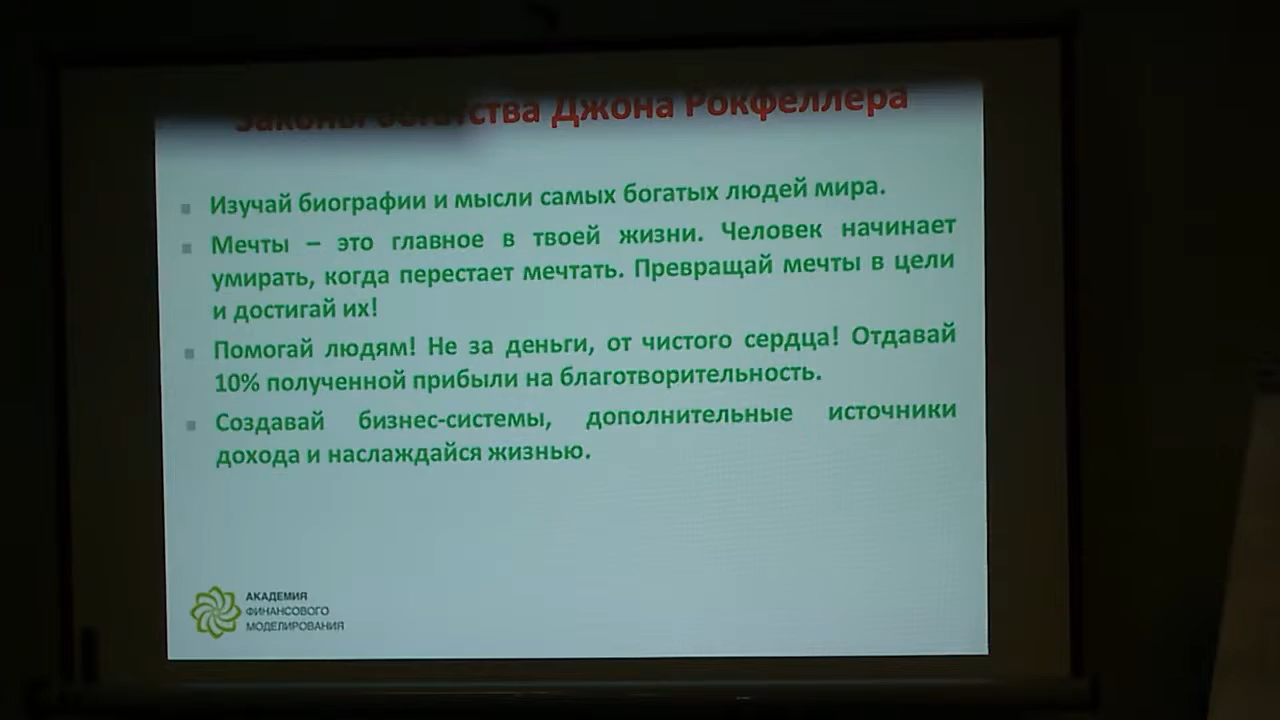 Законы богатства Джона Рокфеллера
Изучай биографии и мысли самых богатых людей мира.
Мечты – это главное в твоей жизни. Человек начинает
умирать, когда перестает мечтать. Превращай мечты в цели
и достигай их!
Помогай людям! Не за деньги, от чистого сердца! Отдавай
10% полученной прибыли на благотворительность.
Создавай бизнес-системы, дополнительные источники
дохода и наслаждайся жизнью.
АКАДЕМИЯ
ФИНАНСОВОГО
МОДЕЛИРОВАНИЯ